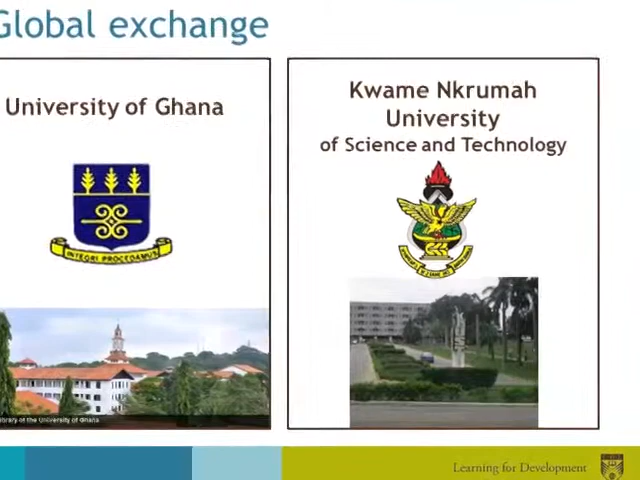 Global exchange
University of Ghana
INTEGRI PROCEDAMUS
Library of the University of Ghana
Kwame Nkrumah
University
of Science and Technology
Learning for Development